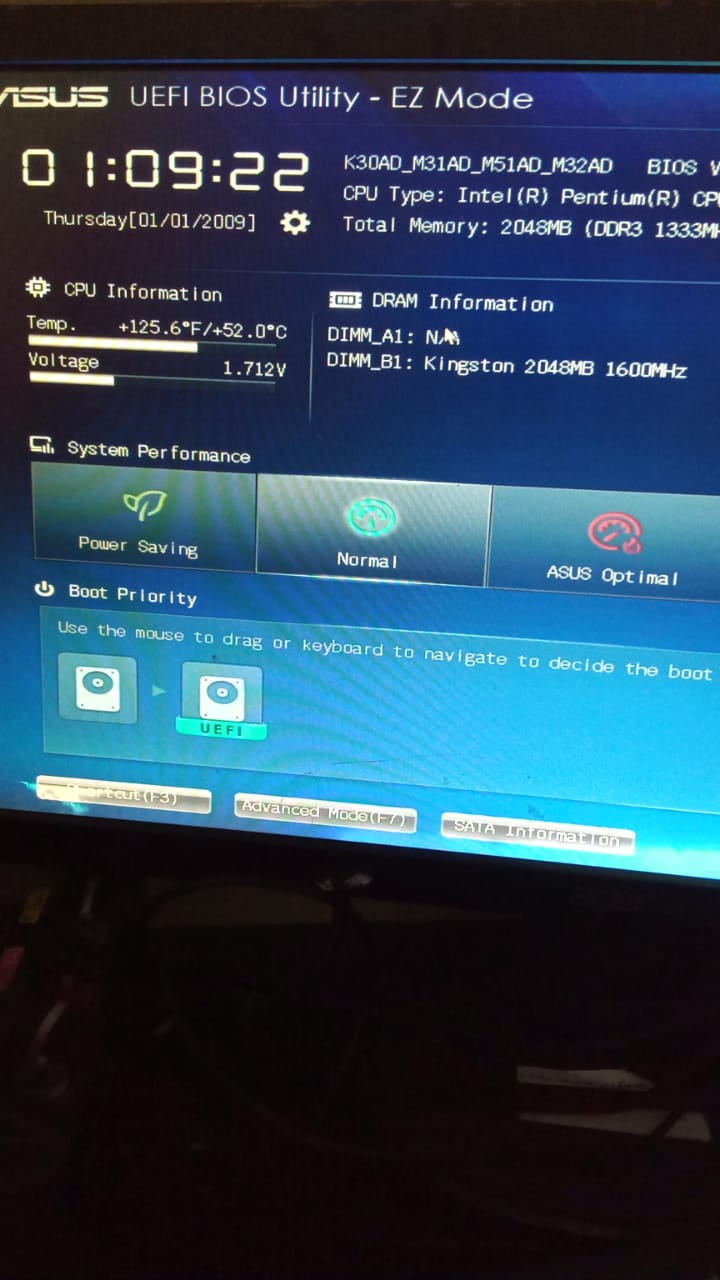 ASUS UEFI BIOS Utility - EZ Mode
01:09:22
Thursday[01/01/2009]
K30AD_M31AD_M51AD_M32AD BIOS
CPU Type: Intel(R) Pentium(R)
Total Memory: 2048MB (DDR3
CPU Information
Temp. +125.6°F/+52.0°C
Voltage 1.712V
DRAM Information
DIMM_A1:
DIMM_B1: Kingston 2048MB 1600MHz
System Performance
Power Saving
Normal
ASUS Optimal
Boot Priority
Use the mouse to drag or keyboard to navigate to decide the boot
UEFI
Advanced Mode(F7)
SATA Information